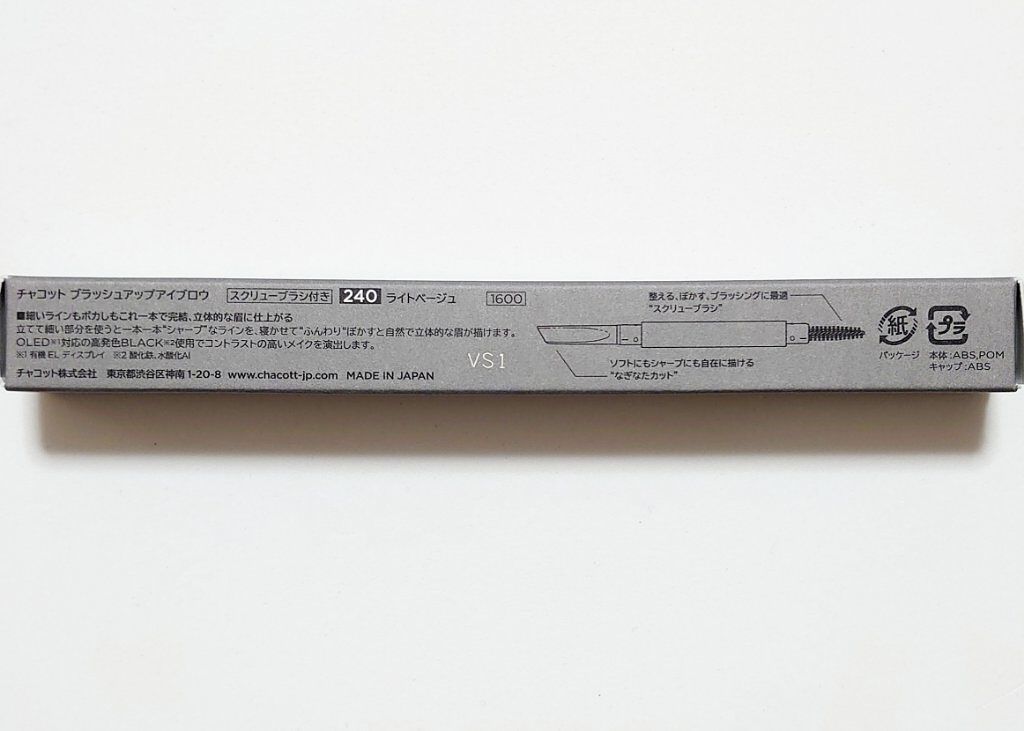 チャコット ブラッシュアップアイブロウ スクリューブラシ付き 240 ライトベージュ 1600
■細いラインもボカしもこれ一本で完結、立体的な眉に仕上がる
立てて細い部分を使うと一本一本“シャープ”なラインを、寝かせて“ふんわり”ぼかすと自然で立体的な眉が描けます。
OLED※1対応の高発色BLACK※2使用でコントラストの高いメイクを演出します。
※1 有機 EL ディスプレイ ※2 酸化鉄、水酸化Al
チャコット株式会社 東京都渋谷区神南 1-20-8 www.chacott-jp.com MADE IN JAPAN
VS1
整える、ぼかす、ブラッシングに最適
“スクリューブラシ”
ソフトにもシャープにも自在に描ける
“なぎなたカット”
紙
パッケージ
プラ
本体:ABS,POM
キャップ:ABS